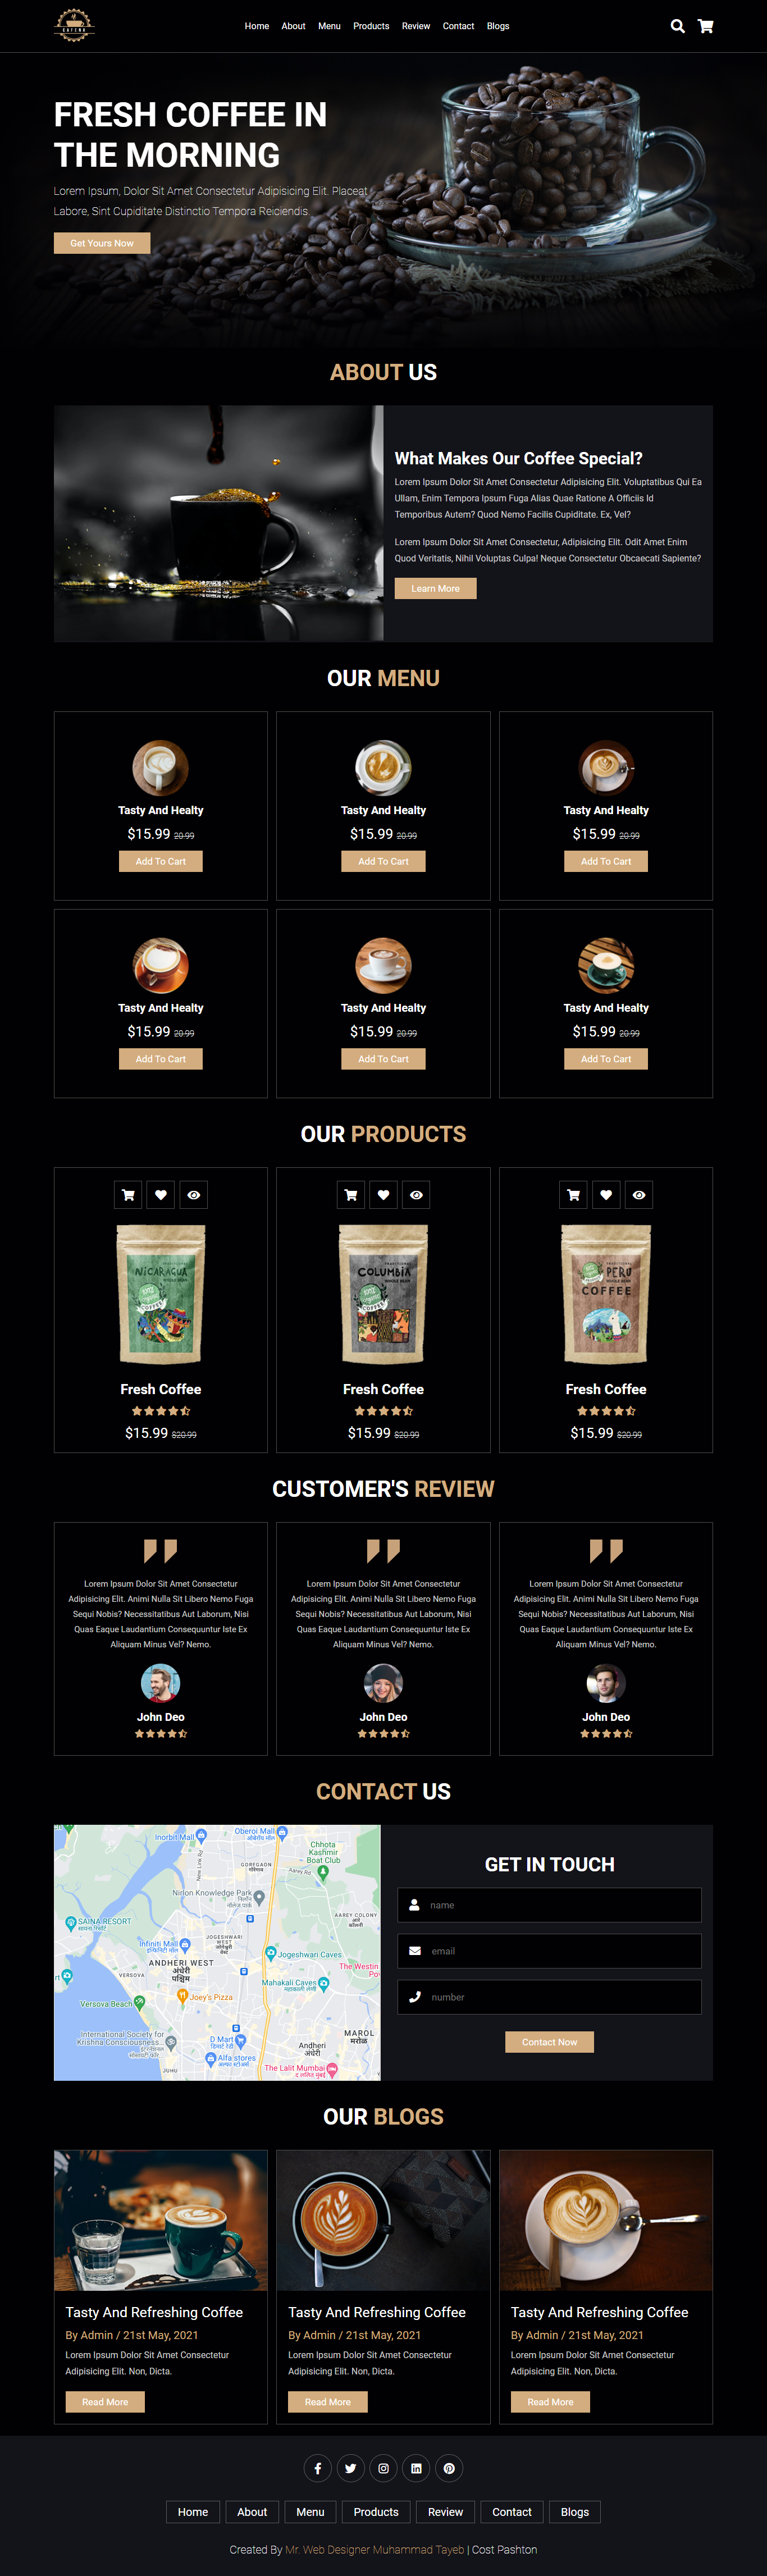 CAFENA
Home About Menu Products Review Contact Blogs
FRESH COFFEE IN
THE MORNING
Lorem Ipsum, Dolor Sit Amet Consectetur Adipisicing Elit. Placeat
Labore, Sint Cupiditate Distinctio Tempora Reiciendis.
Get Yours Now
ABOUT US
What Makes Our Coffee Special?
Lorem Ipsum Dolor Sit Amet Consectetur Adipisicing Elit. Voluptatibus Qui Ea
Ullam, Enim Tempora Ipsum Fuga Alias Quae Ratione A Officiis Id
Temporibus Autem? Quod Nemo Facilis Cupiditate. Ex, Vel?
Lorem Ipsum Dolor Sit Amet Consectetur, Adipisicing Elit. Odit Amet Enim
Quod Veritatis, Nihil Voluptas Culpa! Neque Consectetur Obcaecati Sapiente?
Learn More
OUR MENU
Tasty And Healty Tasty And Healty Tasty And Healty
$15.99 20.99 $15.99 20.99 $15.99 20.99
Add To Cart Add To Cart Add To Cart
Tasty And Healty Tasty And Healty Tasty And Healty
$15.99 20.99 $15.99 20.99 $15.99 20.99
Add To Cart Add To Cart Add To Cart
OUR PRODUCTS
NICARAGUA
WHOLE BEAN
COFFEE
COLUMBIA
WHOLE BEAN
COFFEE
PERU
WHOLE BEAN
COFFEE
Fresh Coffee Fresh Coffee Fresh Coffee
$15.99 $20.99 $15.99 $20.99 $15.99 $20.99
CUSTOMER'S REVIEW
Lorem Ipsum Dolor Sit Amet Consectetur
Adipisicing Elit. Animi Nulla Sit Libero Nemo Fuga
Sequi Nobis? Necessitatibus Aut Laborum, Nisi
Quas Eaque Laudantium Consequuntur Iste Ex
Aliquam Minus Vel? Nemo.
John Deo
Lorem Ipsum Dolor Sit Amet Consectetur
Adipisicing Elit. Animi Nulla Sit Libero Nemo Fuga
Sequi Nobis? Necessitatibus Aut Laborum, Nisi
Quas Eaque Laudantium Consequuntur Iste Ex
Aliquam Minus Vel? Nemo.
John Deo
Lorem Ipsum Dolor Sit Amet Consectetur
Adipisicing Elit. Animi Nulla Sit Libero Nemo Fuga
Sequi Nobis? Necessitatibus Aut Laborum, Nisi
Quas Eaque Laudantium Consequuntur Iste Ex
Aliquam Minus Vel? Nemo.
John Deo
CONTACT US
Inorbit Mall
Oberoi Mall
ओबेरॉय मॉल
Chhota
Kashmir
Boat Club
New Link Rd
GOREGAON
गोरेगाव
Aarey Rd
Nirlon Knowledge Park
SAINA RESORT
AAREY COLONY
Infiniti Mall
इनफिनिटी मॉल
JOGESHWARI
WEST
Jogeshwari Caves
ANDHERI WEST
अंधेरी
पश्चिम
The Westin
Po
VERSOVA
Mahakali Caves
Versova Beach
Joey's Pizza
International Society for
Krishna Consciousness...
D Mart
Andheri
अंधेरी
MAROL
मरोळ
Alfa stores
JUHU
The Lalit Mumbai
GET IN TOUCH
name
email
number
Contact Now
OUR BLOGS
Tasty And Refreshing Coffee
By Admin / 21st May, 2021
Lorem Ipsum Dolor Sit Amet Consectetur
Adipisicing Elit. Non, Dicta.
Read More
Tasty And Refreshing Coffee
By Admin / 21st May, 2021
Lorem Ipsum Dolor Sit Amet Consectetur
Adipisicing Elit. Non, Dicta.
Read More
Tasty And Refreshing Coffee
By Admin / 21st May, 2021
Lorem Ipsum Dolor Sit Amet Consectetur
Adipisicing Elit. Non, Dicta.
Read More
Home About Menu Products Review Contact Blogs
Created By Mr. Web Designer Muhammad Tayeb | Cost Pashton